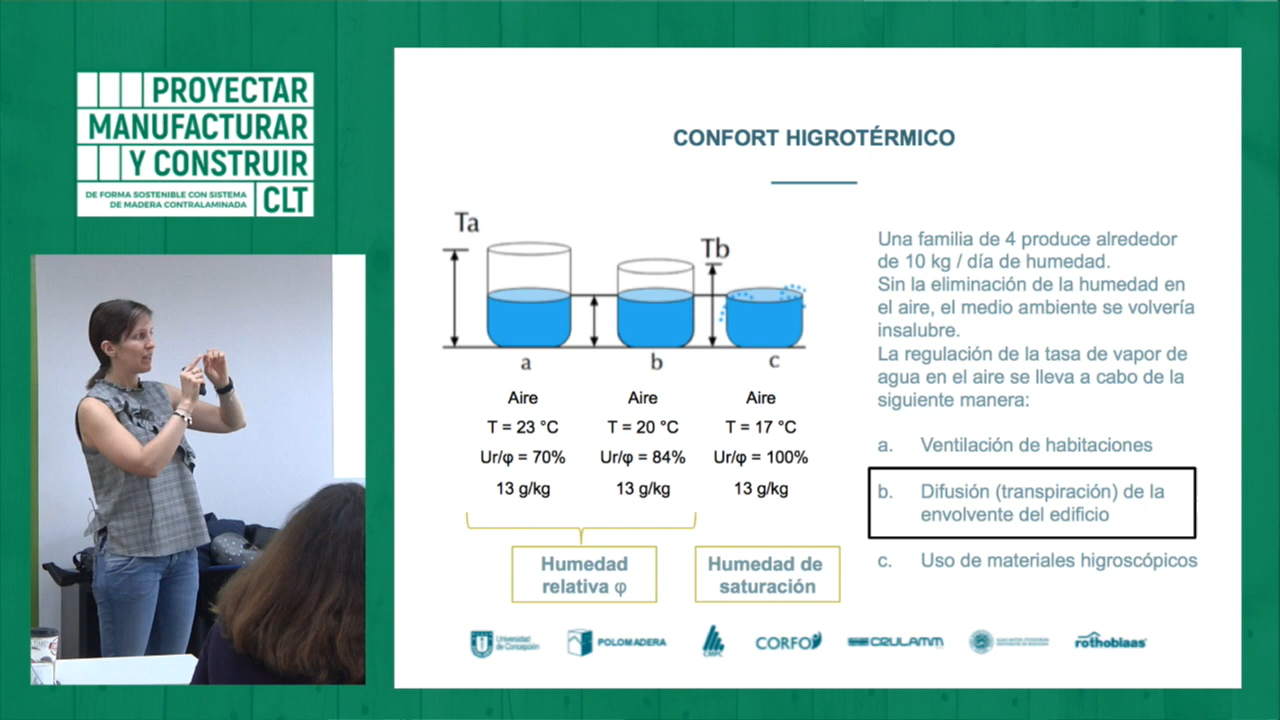 PROYECTAR
MANUFACTURAR
Y CONSTRUIR
DE FORMA SOSTENIBLE CON SISTEMA
DE MADERA CONTRALAMINADA
CLT
CONFORT HIGROTÉRMICO
Ta
Tb
a
b
c
Aire
Aire
Aire
T = 23 °C
T = 20 °C
T = 17 °C
Ur/φ = 70%
Ur/φ = 84%
Ur/φ = 100%
13 g/kg
13 g/kg
13 g/kg
Humedad
relativa φ
Humedad de
saturación
Una familia de 4 produce alrededor
de 10 kg / día de humedad.
Sin la eliminación de la humedad en
el aire, el medio ambiente se volvería
insalubre.
La regulación de la tasa de vapor de
agua en el aire se lleva a cabo de la
siguiente manera:
a. Ventilación de habitaciones
b. Difusión (transpiración) de la
envolvente del edificio
c. Uso de materiales higroscópicos
Universidad
de Concepción
POLOMADERA
CMPC
CORFO
CRULAMM
rothoblaas